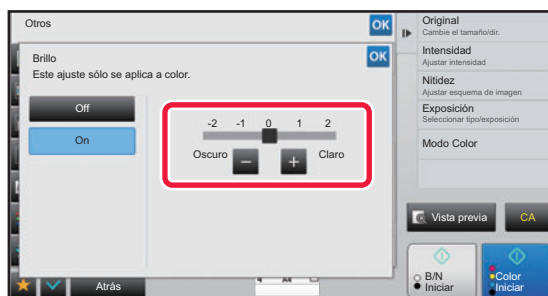 Otros
OK
Brillo
OK
Este ajuste sólo se aplica a color.
Off
On
-2 -1 0 1 2
Oscuro - + Claro
Atrás
Original
Cambie el tamaño/dir.
Intensidad
Ajustar intensidad
Nitidez
Ajustar esquema de imagen
Exposición
Seleccionar tipo/exposición
Modo Color
Vista previa
CA
B/N
Iniciar
Color
Iniciar